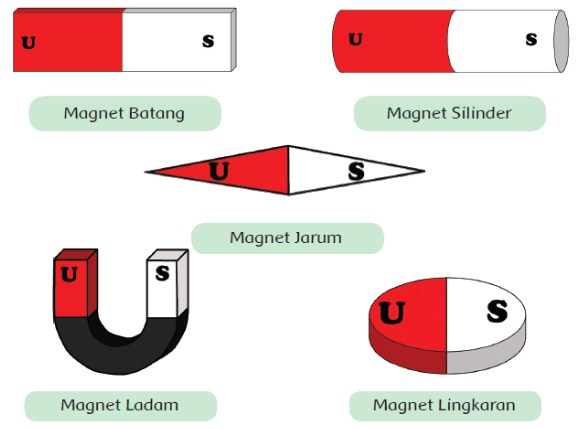 U S
U S
Magnet Batang
Magnet Silinder
U S
Magnet Jarum
U S
U S
Magnet Ladam
Magnet Lingkaran